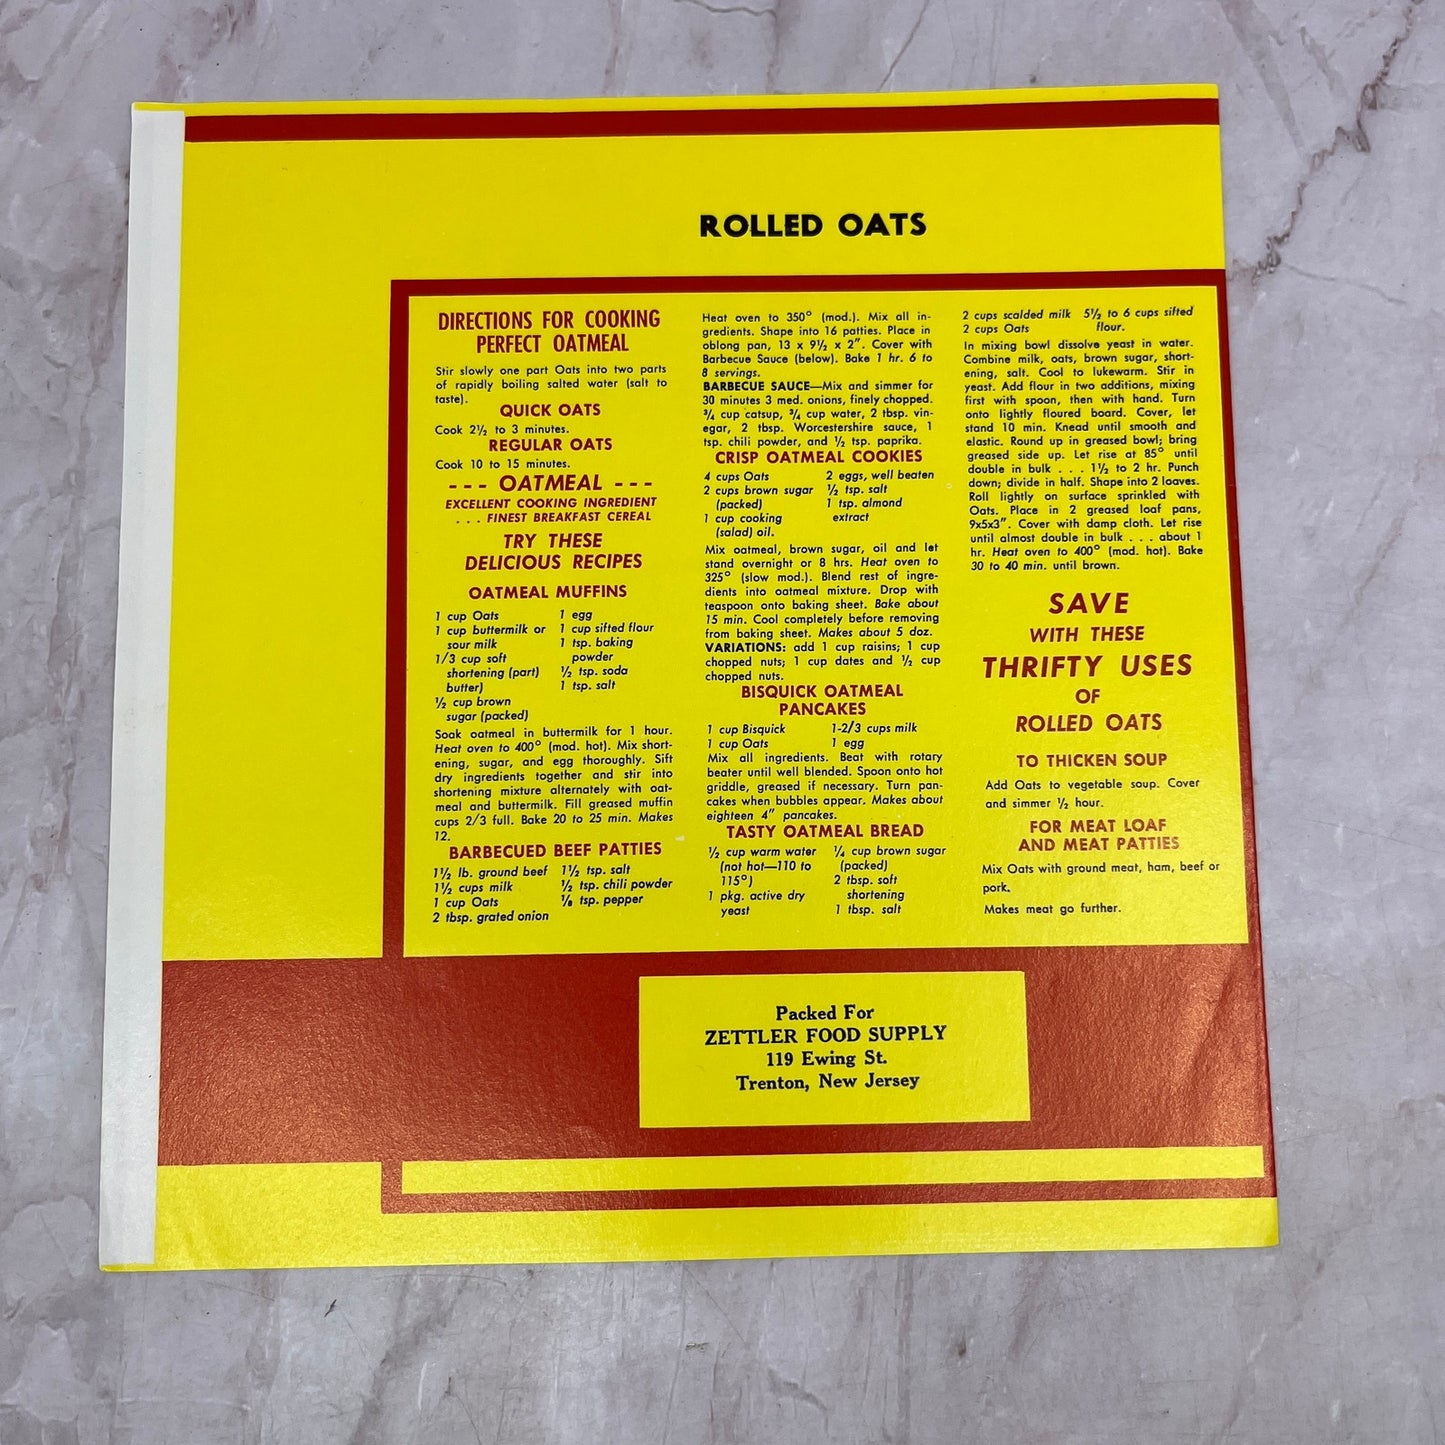 ROLLED OATS
DIRECTIONS FOR COOKING
PERFECT OATMEAL
Stir slowly one part Oats into two parts
of rapidly boiling salted water (salt to
taste).
QUICK OATS
Cook 2½ to 3 minutes.
REGULAR OATS
Cook 10 to 15 minutes.
--- OATMEAL ---
EXCELLENT COOKING INGREDIENT
. . . FINEST BREAKFAST CEREAL
TRY THESE
DELICIOUS RECIPES
OATMEAL MUFFINS
1 cup Oats
1 cup buttermilk or
sour milk
1/3 cup soft
shortening (part)
butter)
½ cup brown
sugar (packed)
1 egg
1 cup sifted flour
1 tsp. baking
powder
½ tsp. soda
1 tsp. salt
Soak oatmeal in buttermilk for 1 hour.
Heat oven to 400° (mod. hot). Mix short-
ening, sugar, and egg thoroughly. Sift
dry ingredients together and stir into
shortening mixture alternately with oat-
meal and buttermilk. Fill greased muffin
cups 2/3 full. Bake 20 to 25 min. Makes
12.
BARBECUED BEEF PATTIES
1½ lb. ground beef
1½ cups milk
1 cup Oats
2 tbsp. grated onion
1½ tsp. salt
½ tsp. chili powder
⅛ tsp. pepper
Heat oven to 350° (mod.). Mix all in-
gredients. Shape into 16 patties. Place in
oblong pan, 13 x 9½ x 2". Cover with
Barbecue Sauce (below). Bake 1 hr. 6 to
8 servings.
BARBECUE SAUCE—Mix and simmer for
30 minutes 3 med. onions, finely chopped.
¾ cup catsup, ¾ cup water, 2 tbsp. vin-
egar, 2 tbsp. Worcestershire sauce, 1
tsp. chili powder, and ½ tsp. paprika.
CRISP OATMEAL COOKIES
4 cups Oats
2 cups brown sugar
(packed)
1 cup cooking
(salad) oil.
2 eggs, well beaten
½ tsp. salt
1 tsp. almond
extract
Mix oatmeal, brown sugar, oil and let
stand overnight or 8 hrs. Heat oven to
325° (slow mod.). Blend rest of ingre-
dients into oatmeal mixture. Drop with
teaspoon onto baking sheet. Bake about
15 min. Cool completely before removing
from baking sheet. Makes about 5 doz.
VARIATIONS: add 1 cup raisins; 1 cup
chopped nuts; 1 cup dates and ½ cup
chopped nuts.
BISQUICK OATMEAL
PANCAKES
1 cup Bisquick
1 cup Oats
1-2/3 cups milk
1 egg
Mix all ingredients. Beat with rotary
beater until well blended. Spoon onto hot
griddle, greased if necessary. Turn pan-
cakes when bubbles appear. Makes about
eighteen 4" pancakes.
TASTY OATMEAL BREAD
½ cup warm water
(not hot—110 to
115°)
1 pkg. active dry
yeast
¼ cup brown sugar
(packed)
2 tbsp. soft
shortening
1 tbsp. salt
2 cups scalded milk
2 cups Oats
5½ to 6 cups sifted
flour.
In mixing bowl dissolve yeast in water.
Combine milk, oats, brown sugar, short-
ening, salt. Cool to lukewarm. Stir in
yeast. Add flour in two additions, mixing
first with spoon, then with hand. Turn
onto lightly floured board. Cover, let
stand 10 min. Knead until smooth and
elastic. Round up in greased bowl; bring
greased side up. Let rise at 85° until
double in bulk . . . 1½ to 2 hr. Punch
down; divide in half. Shape into 2 loaves.
Roll lightly on surface sprinkled with
Oats. Place in 2 greased loaf pans,
9x5x3". Cover with damp cloth. Let rise
until almost double in bulk . . . about 1
hr. Heat oven to 400° (mod. hot). Bake
30 to 40 min. until brown.
SAVE
WITH THESE
THRIFTY USES
OF
ROLLED OATS
TO THICKEN SOUP
Add Oats to vegetable soup. Cover
and simmer ½ hour.
FOR MEAT LOAF
AND MEAT PATTIES
Mix Oats with ground meat, ham, beef or
pork.
Makes meat go further.
Packed For
ZETTLER FOOD SUPPLY
119 Ewing St.
Trenton, New Jersey